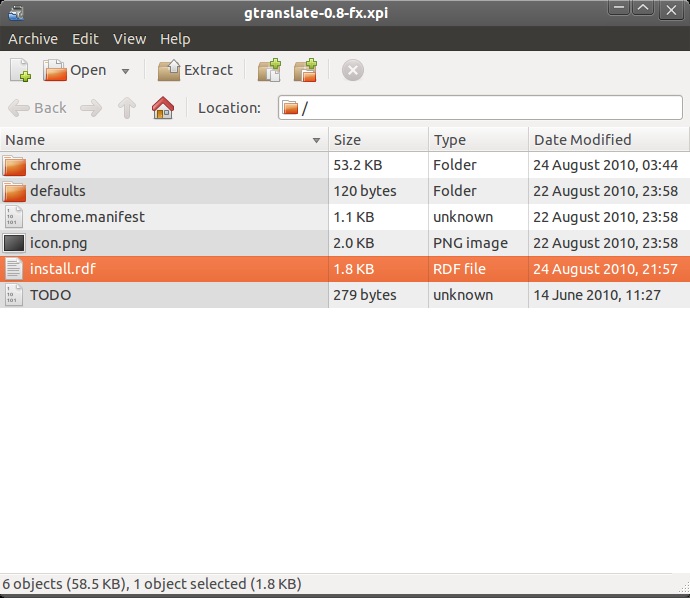 gtranslate-0.8-fx.xpi
Archive Edit View Help
Open Extract
Back Location: /
Name Size Type Date Modified
chrome 53.2 KB Folder 24 August 2010, 03:44
defaults 120 bytes Folder 22 August 2010, 23:58
chrome.manifest 1.1 KB unknown 22 August 2010, 23:58
icon.png 2.0 KB PNG image 22 August 2010, 23:58
install.rdf 1.8 KB RDF file 24 August 2010, 21:57
TODO 279 bytes unknown 14 June 2010, 11:27
6 objects (58.5 KB), 1 object selected (1.8 KB)